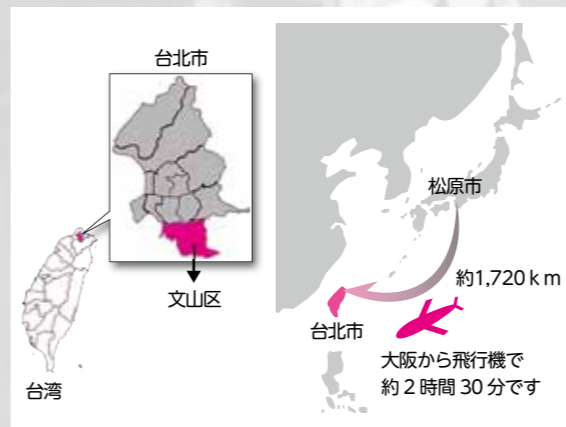 台北市
文山区
台湾
松原市
約1,720km
台北市
大阪から飛行機で
約2時間30分です